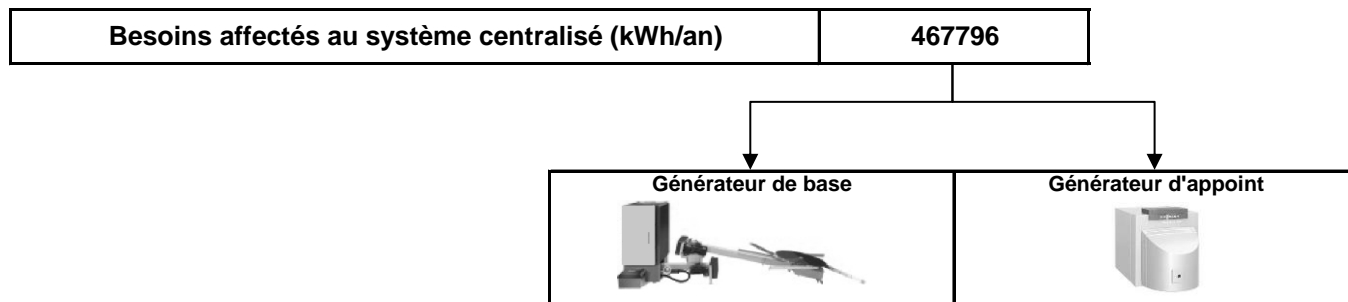 Besoins affectés au système centralisé (kWh/an) 467796
Générateur de base Générateur d'appoint